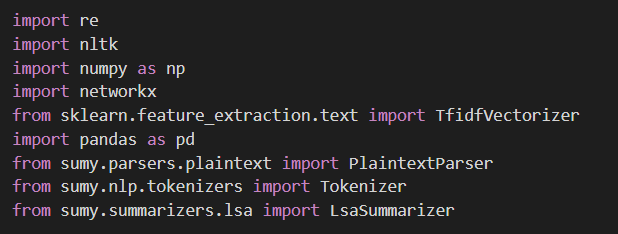 import re
import nltk
import numpy as np
import networkx
from sklearn.feature_extraction.text import TfidfVectorizer
import pandas as pd
from sumy.parsers.plaintext import PlaintextParser
from sumy.nlp.tokenizers import Tokenizer
from sumy.summarizers.lsa import LsaSummarizer